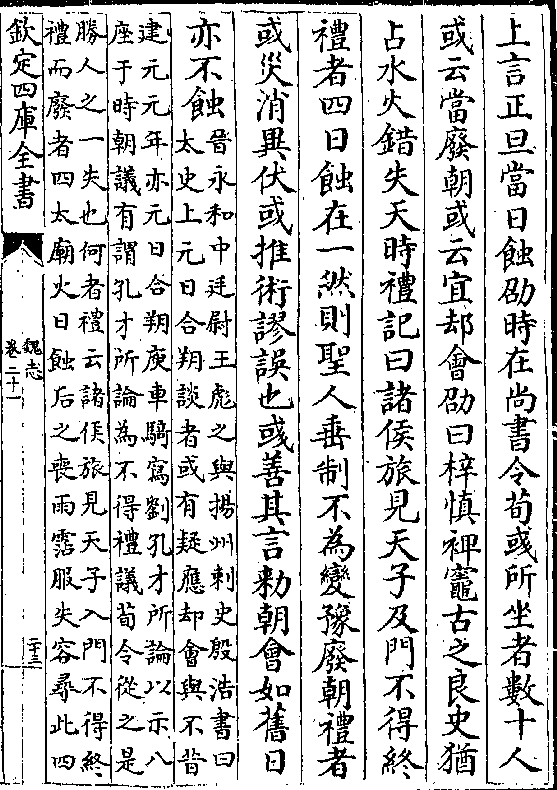 上言正旦當日蝕劭時在尚書令荀彧所坐者數十人
或云當廢朝或云宜却會劭曰梓慎裨竈古之良史猶
占水火錯失天時禮記曰諸侯旅見天子及門不得終
禮者四日蝕在一然則聖人垂制不為變豫廢朝禮者
或災消異伏或推術謬誤也彧善其言勑朝會如舊日
亦不蝕
晉永和中廷尉王彪之與揚州刺史殷浩書曰
太史上元日合朔談者或有疑應却會與不昔
建元元年亦元日合朔庾車騎寫劉孔才所論以示八
座于時朝議有謂孔才所論為不得禮議荀令從之是
勝人之一失也何者禮云諸侯旅見天子入門不得終
禮而廢者四太廟火日蝕后之喪雨霑服失容尋此四
欽定四庫全書
魏志
卷二十一
二十三